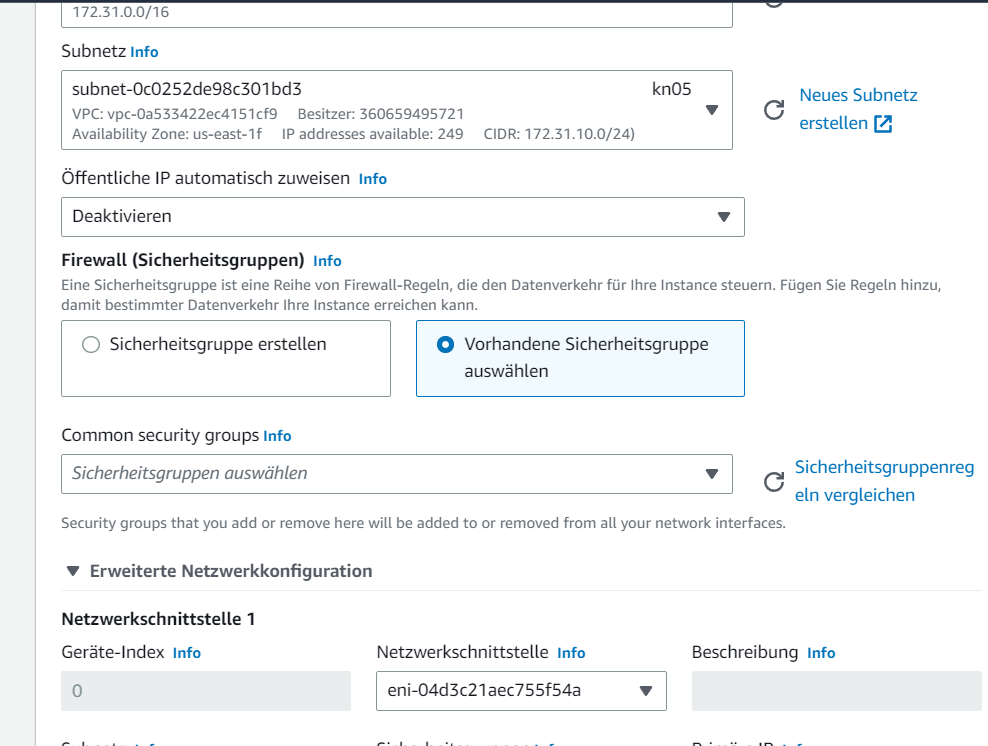 172.31.0.0/16
Subnetz Info
subnet-0c0252de98c301bd3 kn05
VPC: vpc-0a533422ec4151cf9 Besitzer: 360659495721
Availability Zone: us-east-1f IP addresses available: 249 CIDR: 172.31.10.0/24)
Neues Subnetz
erstellen
Öffentliche IP automatisch zuweisen Info
Deaktivieren
Firewall (Sicherheitsgruppen) Info
Eine Sicherheitsgruppe ist eine Reihe von Firewall-Regeln, die den Datenverkehr für Ihre Instance steuern. Fügen Sie Regeln hinzu,
damit bestimmter Datenverkehr Ihre Instance erreichen kann.
Sicherheitsgruppe erstellen
Vorhandene Sicherheitsgruppe
auswählen
Common security groups Info
Sicherheitsgruppen auswählen
Sicherheitsgruppenreg
eln vergleichen
Security groups that you add or remove here will be added to or removed from all your network interfaces.
Erweiterte Netzwerkkonfiguration
Netzwerkschnittstelle 1
Geräte-Index Info
Netzwerkschnittstelle Info
Beschreibung Info
0
eni-04d3c21aec755f54a